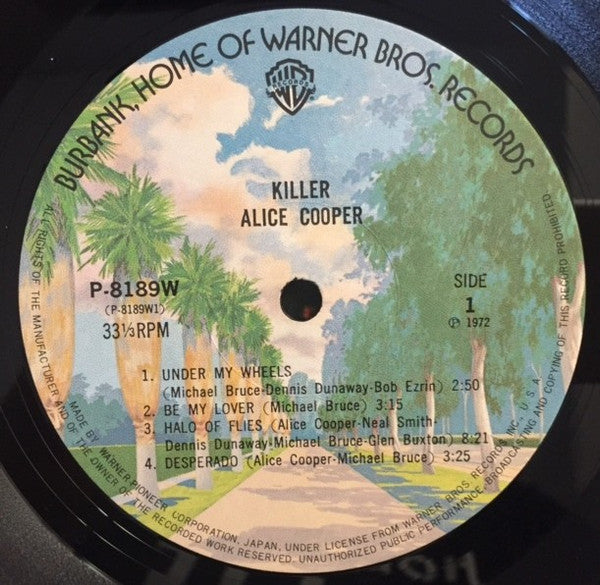 BURBANK, HOME OF WARNER BROS. RECORDS
WB
RECORDS
KILLER
ALICE COOPER
P-8189W
(P-8189W1)
33⅓RPM
SIDE
1
℗ 1972
1. UNDER MY WHEELS
(Michael Bruce-Dennis Dunaway-Bob Ezrin) 2:50
2. BE MY LOVER (Michael Bruce) 3:15
3. HALO OF FLIES (Alice Cooper-Neal Smith-
Dennis Dunaway-Michael Bruce-Glen Buxton) 8:21
4. DESPERADO (Alice Cooper-Michael Bruce) 3:25
MADE BY WARNER PIONEER CORPORATION, JAPAN, UNDER LICENSE FROM WARNER BROS. RECORDS INC., U.S.A.
ALL RIGHTS OF THE MANUFACTURER AND OF THE OWNER OF THE RECORDED WORK RESERVED. UNAUTHORIZED PUBLIC PERFORMANCE, BROADCASTING AND COPYING OF THIS RECORD PROHIBITED